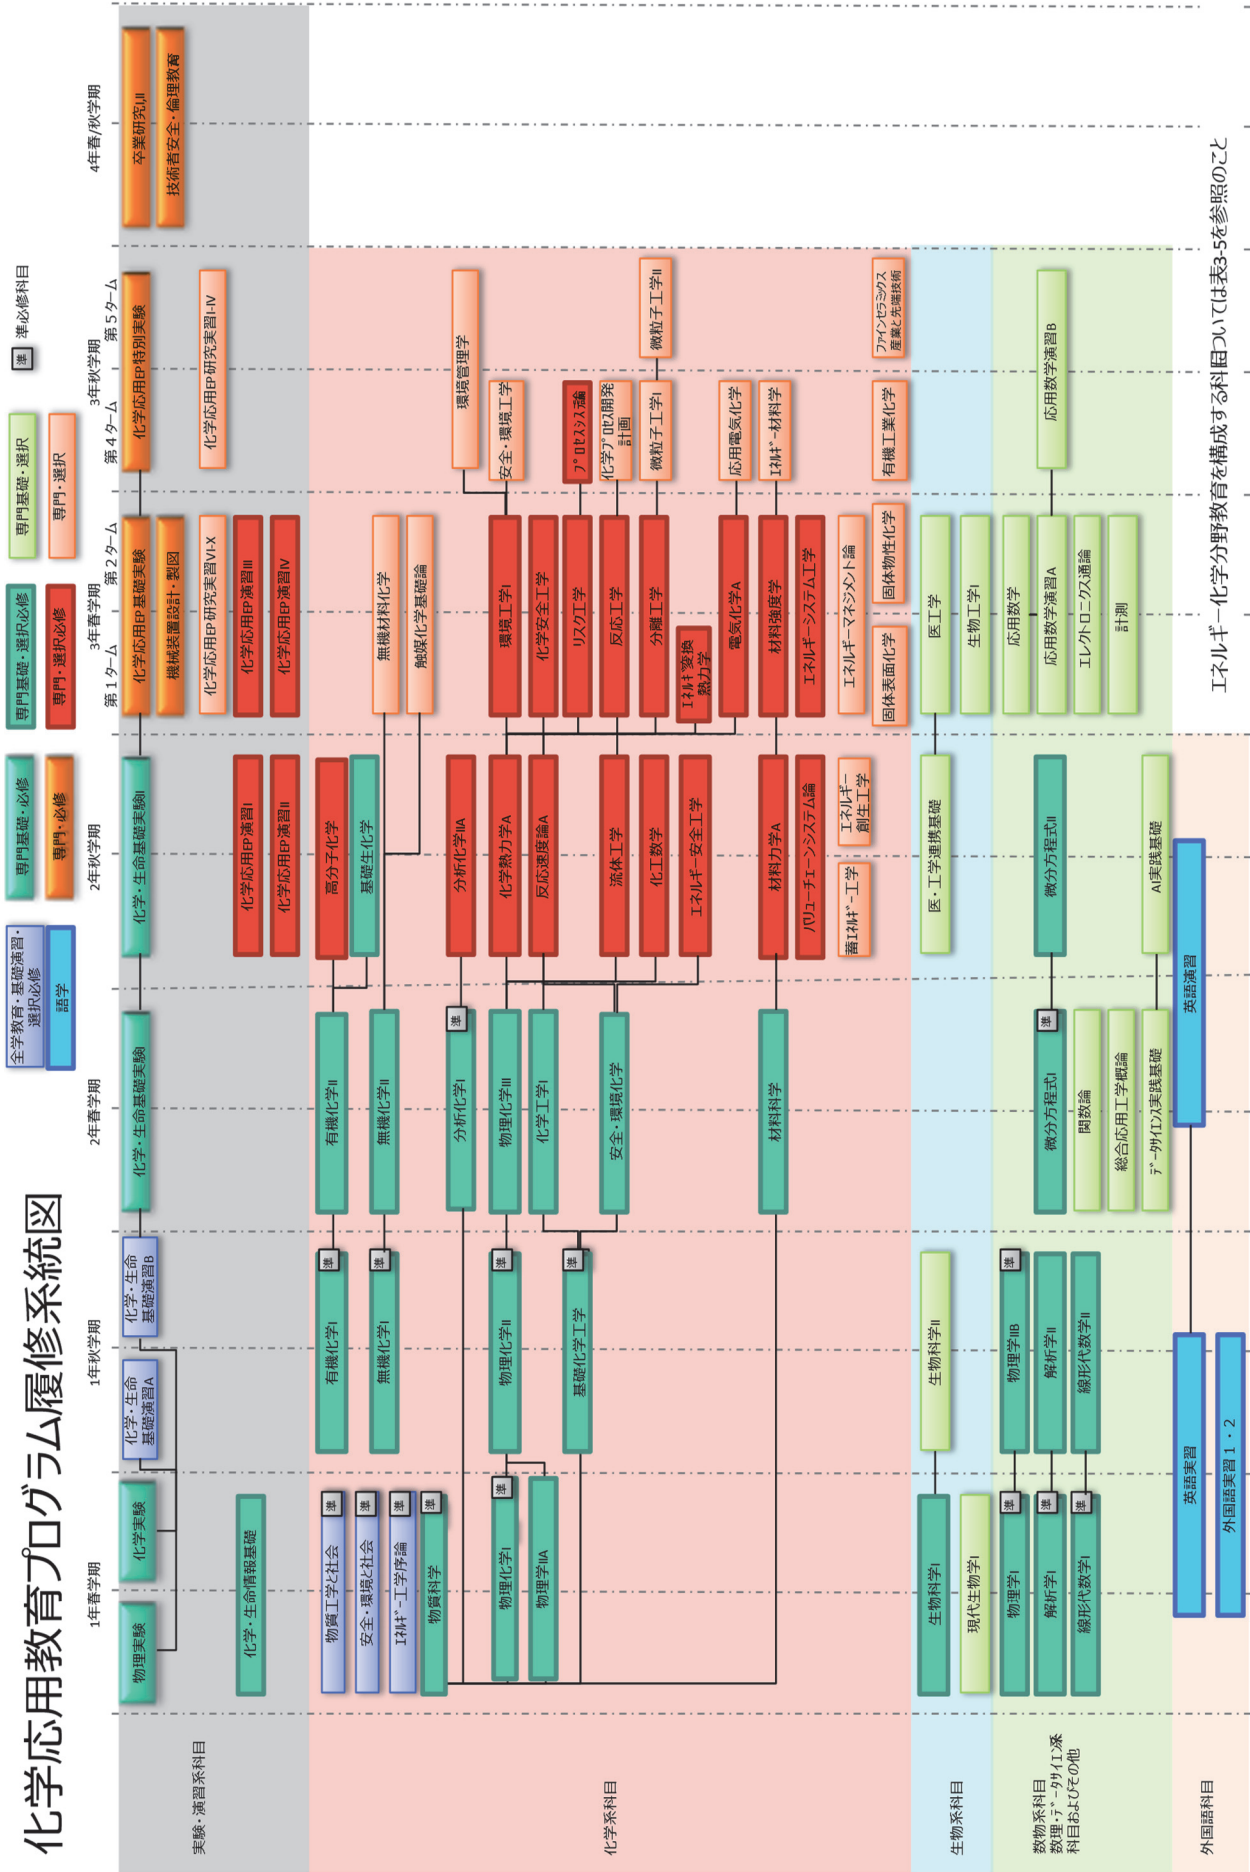 化学応用教育プログラム履修系統図
全学教育・基礎演習・
選択必修
語学
専門基礎・必修
専門・必修
専門基礎・選択必修
専門・選択必修
専門基礎・選択
専門・選択
準 準必修科目
1年春学期
1年秋学期
2年春学期
2年秋学期
3年春学期
第１ターム
第２ターム
3年秋学期
第４ターム
第５ターム
4年春/秋学期
実験・演習系科目
物理実験
化学実験
化学・生命
基礎演習A
化学・生命
基礎演習B
化学・生命基礎実験I
化学・生命基礎実験II
化学応用EP基礎実験
化学応用EP特別実験
卒業研究I,II
機械装置設計・製図
技術者安全・倫理教育
化学応用EP研究実習VI-X
化学応用EP研究実習I-IV
化学・生命情報基礎
化学応用EP演習I
化学応用EP演習III
化学応用EP演習II
化学応用EP演習IV
化学系科目
物質工学と社会
準
安全・環境と社会
準
ｴﾈﾙｷﾞｰ工学序論
準
物質科学
準
有機化学I
準
有機化学II
高分子化学
基礎生化学
無機化学I
準
無機化学II
無機材料化学
触媒化学基礎論
分析化学I
準
分析化学IIA
環境管理学
物理化学I
準
物理化学II
準
物理化学III
化学熱力学A
環境工学I
安全・環境工学
物理学IIA
化学工学I
反応速度論A
化学安全工学
基礎化学工学
準
リスク工学
ﾌﾟﾛｾｽｼｽﾃﾑ論
安全・環境化学
流体工学
反応工学
化学ﾌﾟﾛｾｽ開発
計画
化工数学
分離工学
微粒子工学I
微粒子工学II
エネルギー安全工学
ｴﾈﾙｷﾞｰ変換
熱力学
電気化学A
応用電気化学
材料科学
材料力学A
材料強度学
ｴﾈﾙｷﾞｰ材料学
バリューチェーンシステム論
エネルギーシステム工学
蓄ｴﾈﾙｷﾞｰ工学
エネルギー
創生工学
エネルギーマネジメント論
固体表面化学
固体物性化学
有機工業化学
ファインセラミックス
産業と先端技術
生物系科目
生物科学I
生物科学II
医・工学連携基礎
医工学
現代生物学I
生物工学I
数物系科目
数理・ﾃﾞｰﾀｻｲｴﾝｽ系
科目およびその他
物理学I
準
物理学IIB
準
応用数学
解析学I
準
解析学II
微分方程式I
準
微分方程式II
応用数学演習A
応用数学演習B
線形代数学I
準
線形代数学II
関数論
エレクトロニクス通論
総合応用工学概論
計測
ﾃﾞｰﾀｻｲｴﾝｽ実践基礎
AI実践基礎
外国語科目
英語実習
英語演習
外国語実習１・２
エネルギー化学分野教育を構成する科目ついては表3-5を参照のこと